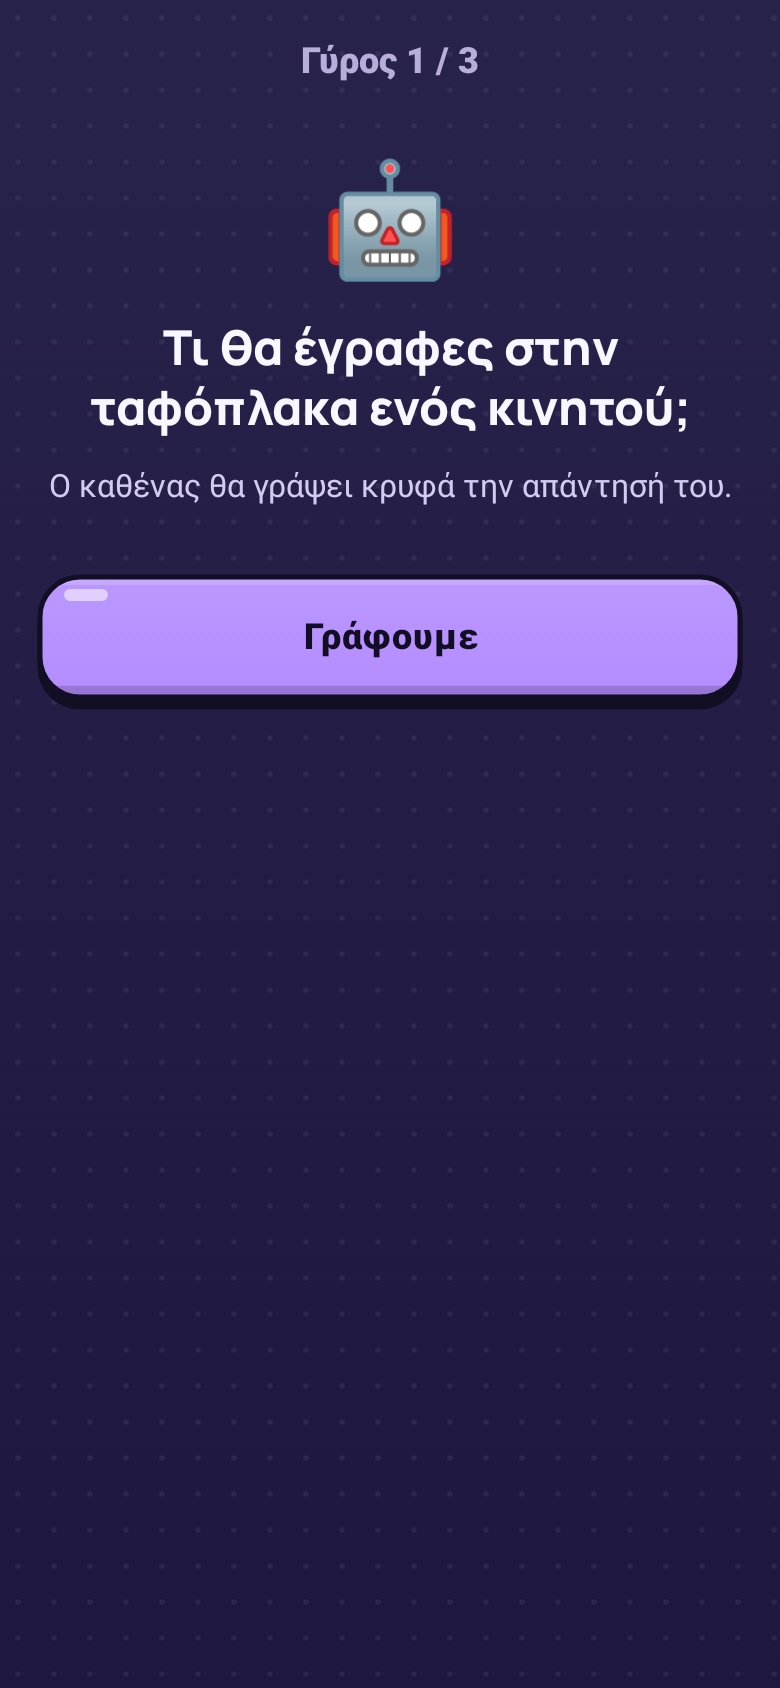 Γύρος 1 / 3
Τι θα έγραφες στην
ταφόπλακα ενός κινητού;
Ο καθένας θα γράψει κρυφά την απάντησή του.
Γράφουμε